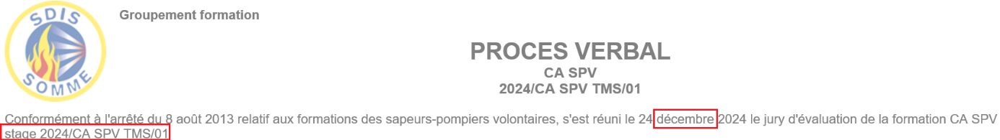 SDIS
SOMME
Groupement formation
PROCES VERBAL
CA SPV
2024/CA SPV TMS/01
Conformément à l'arrêté du 8 août 2013 relatif aux formations des sapeurs-pompiers volontaires, s'est réuni le 24 décembre 2024 le jury d'évaluation de la formation CA SPV
stage 2024/CA SPV TMS/01